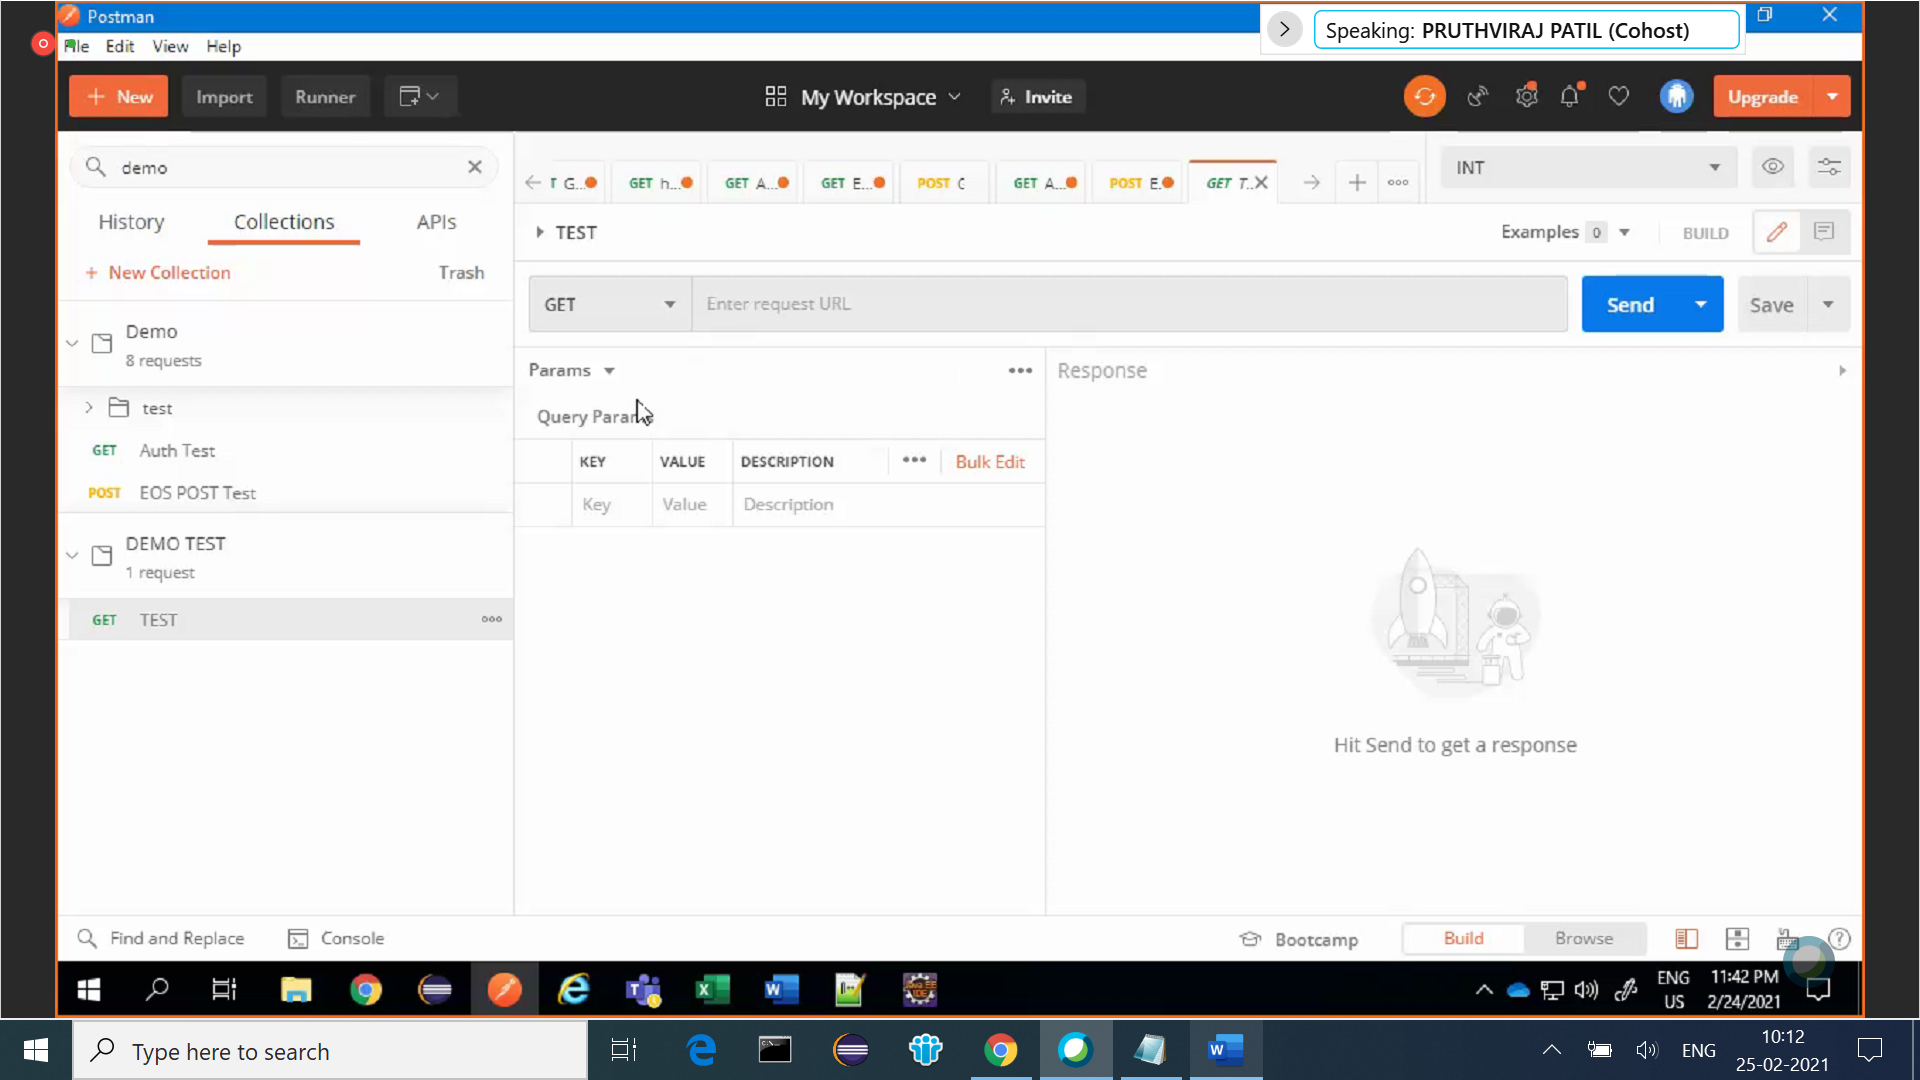 Postman
Speaking: PRUTHVIRAJ PATIL (Cohost)
File Edit View Help
New Import Runner My Workspace Invite Upgrade
demo
T G... GET h... GET A... GET E... POST GET A... POST E. GET T.. INT
History Collections APIs
TEST Examples 0 BUILD
+ New Collection Trash
GET Enter request URL Send Save
Demo
8 requests
Params Response
test
Query Params
Auth Test
GET
KEY VALUE DESCRIPTION Bulk Edit
POST EOS POST Test
Key Value Description
DEMO TEST
1 request
GET TEST
Hit Send to get a response
Find and Replace Console Bootcamp Build Browse
ENG 11:42 PM
US 2/24/2021
Type here to search ENG 10:12
25-02-2021